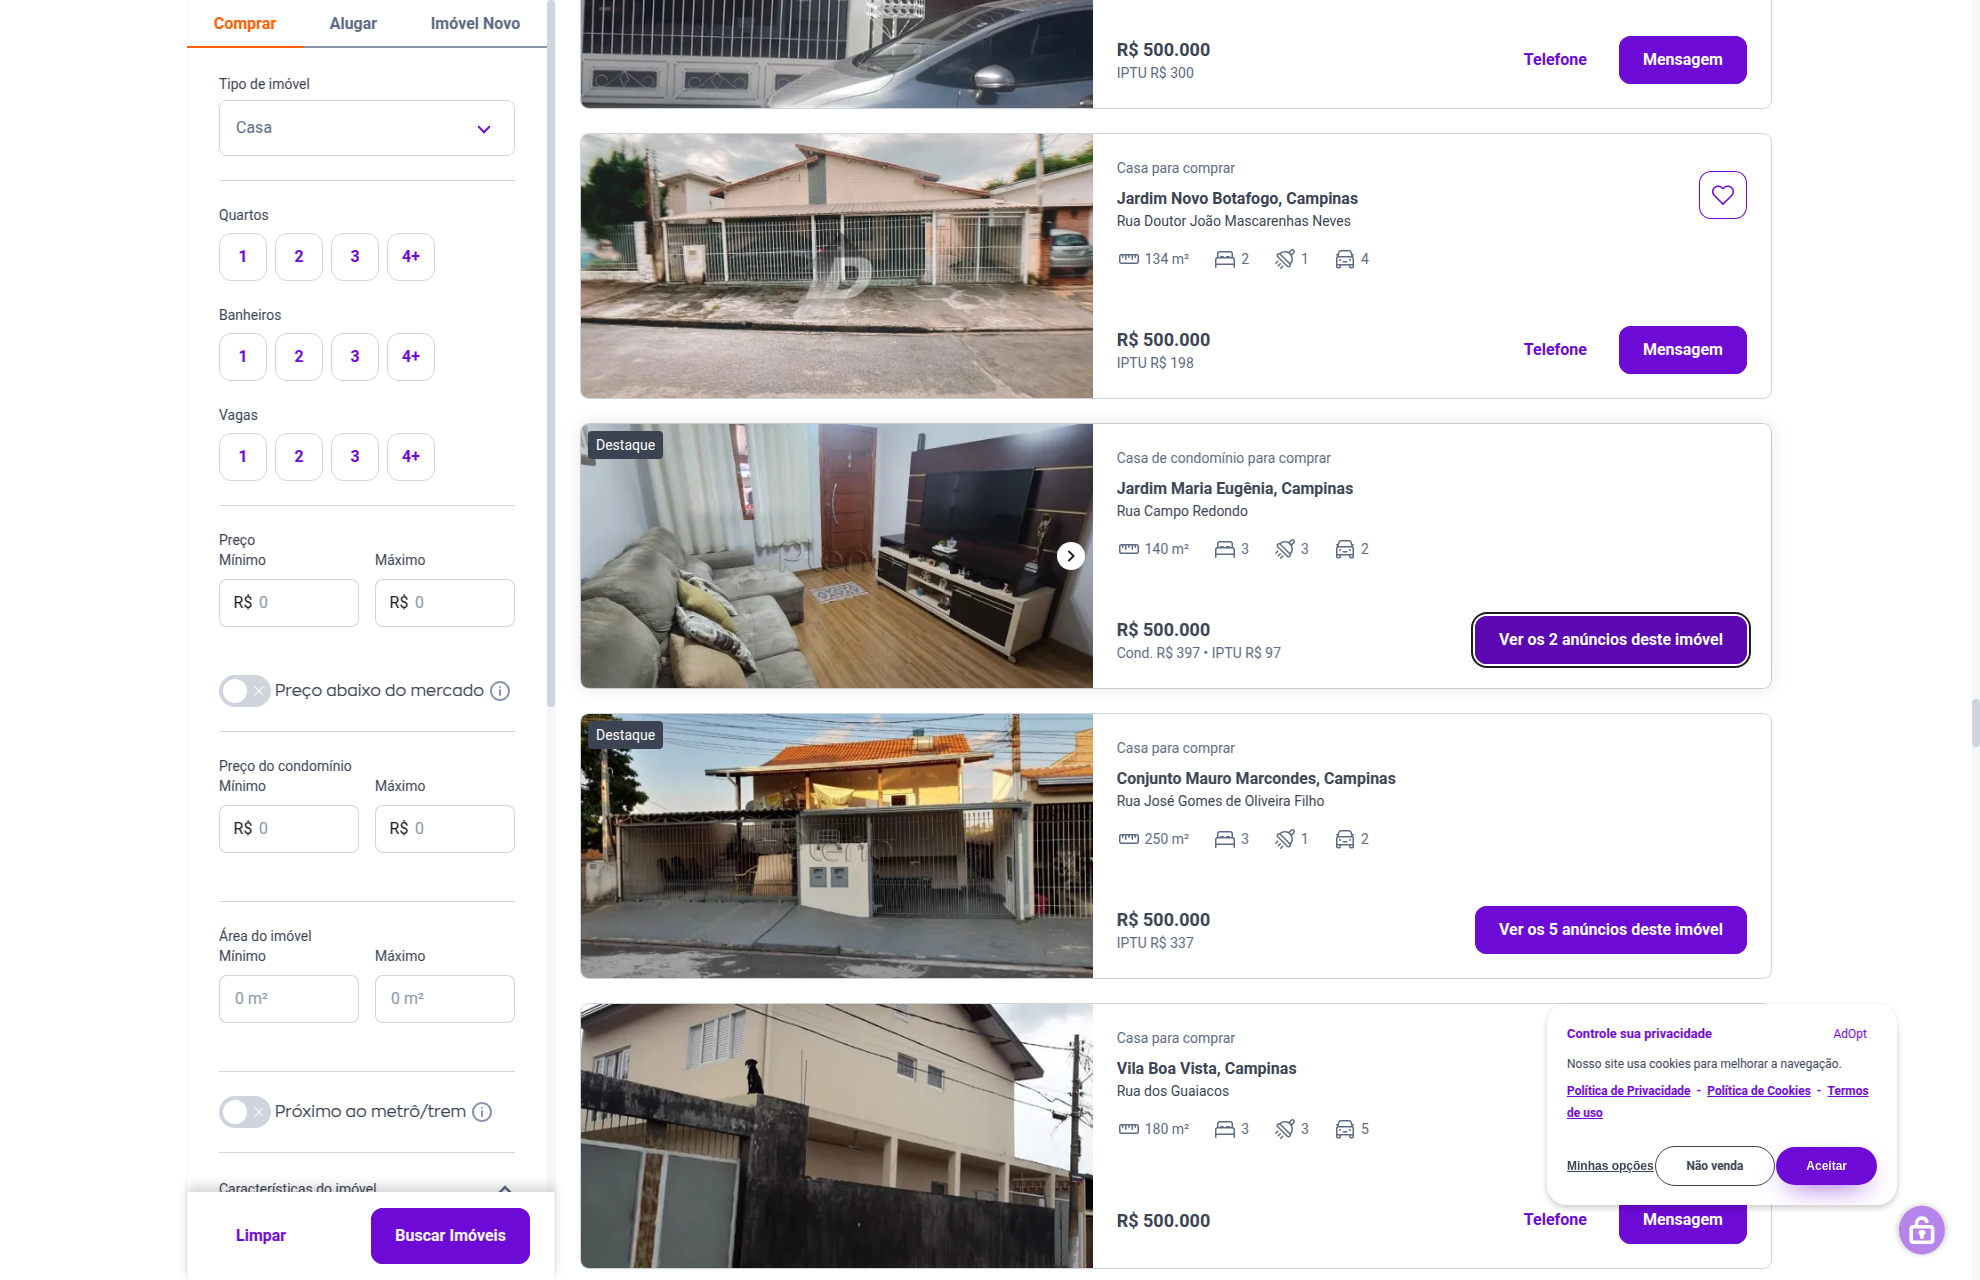 Comprar
Alugar
Imóvel Novo
Tipo de imóvel
Casa
Quartos
1
2
3
4+
Banheiros
1
2
3
4+
Vagas
1
2
3
4+
Preço
Mínimo
Máximo
R$ 0
R$ 0
Preço abaixo do mercado
Preço do condomínio
Mínimo
Máximo
R$ 0
R$ 0
Área do imóvel
Mínimo
Máximo
0 m²
0 m²
Próximo ao metrô/trem
Características do imóvel
Limpar
Buscar Imóveis
R$ 500.000
IPTU R$ 300
Telefone
Mensagem
Casa para comprar
Jardim Novo Botafogo, Campinas
Rua Doutor João Mascarenhas Neves
134 m²
2
1
4
R$ 500.000
IPTU R$ 198
Telefone
Mensagem
Destaque
pleno
Casa de condomínio para comprar
Jardim Maria Eugênia, Campinas
Rua Campo Redondo
140 m²
3
3
2
R$ 500.000
Cond. R$ 397 • IPTU R$ 97
Ver os 2 anúncios deste imóvel
Destaque
pleno
Casa para comprar
Conjunto Mauro Marcondes, Campinas
Rua José Gomes de Oliveira Filho
250 m²
3
1
2
R$ 500.000
IPTU R$ 337
Ver os 5 anúncios deste imóvel
Casa para comprar
Vila Boa Vista, Campinas
Rua dos Guaiacos
180 m²
3
3
5
R$ 500.000
Telefone
Mensagem
Controle sua privacidade
AdOpt
Nosso site usa cookies para melhorar a navegação.
Política de Privacidade - Política de Cookies - Termos
de uso
Minhas opções
Não venda
Aceitar